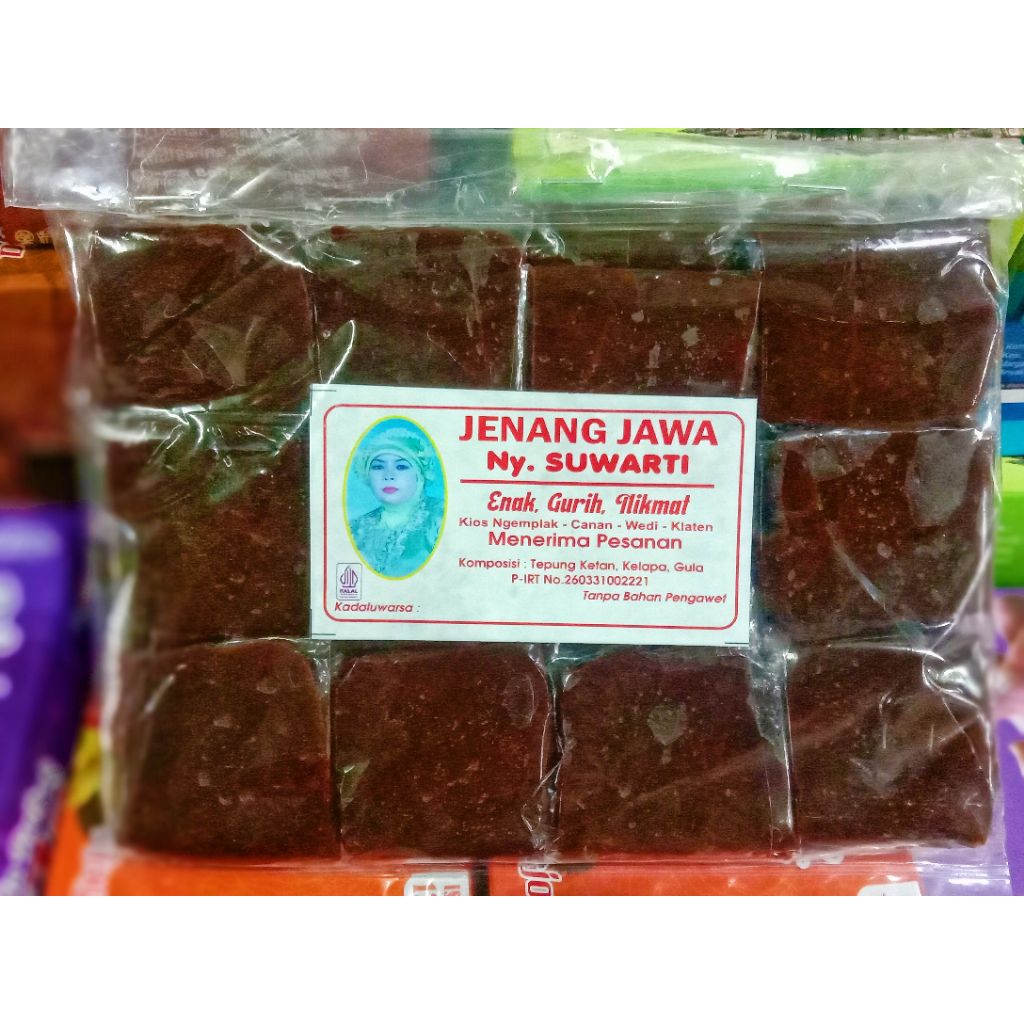 JENANG JAWA
Ny. SUWARTI
Enak, Gurih, Nikmat
Kios Ngemplak - Canan - Wedi - Klaten
Menerima Pesanan
Komposisi : Tepung Ketan, Kelapa, Gula
P-IRT No.260331002221
Tanpa Bahan Pengawet
HALAL
Kadaluwarsa :